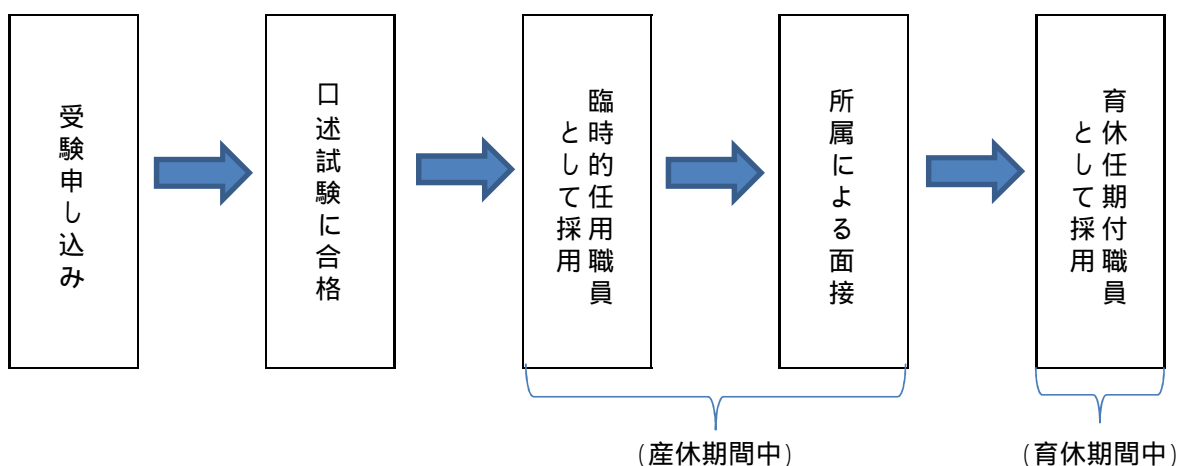 受験申し込み
口述試験に合格
臨時的任用職員
として採用
所属による面接
育休任期付職員
として採用
(産休期間中)
(育休期間中)